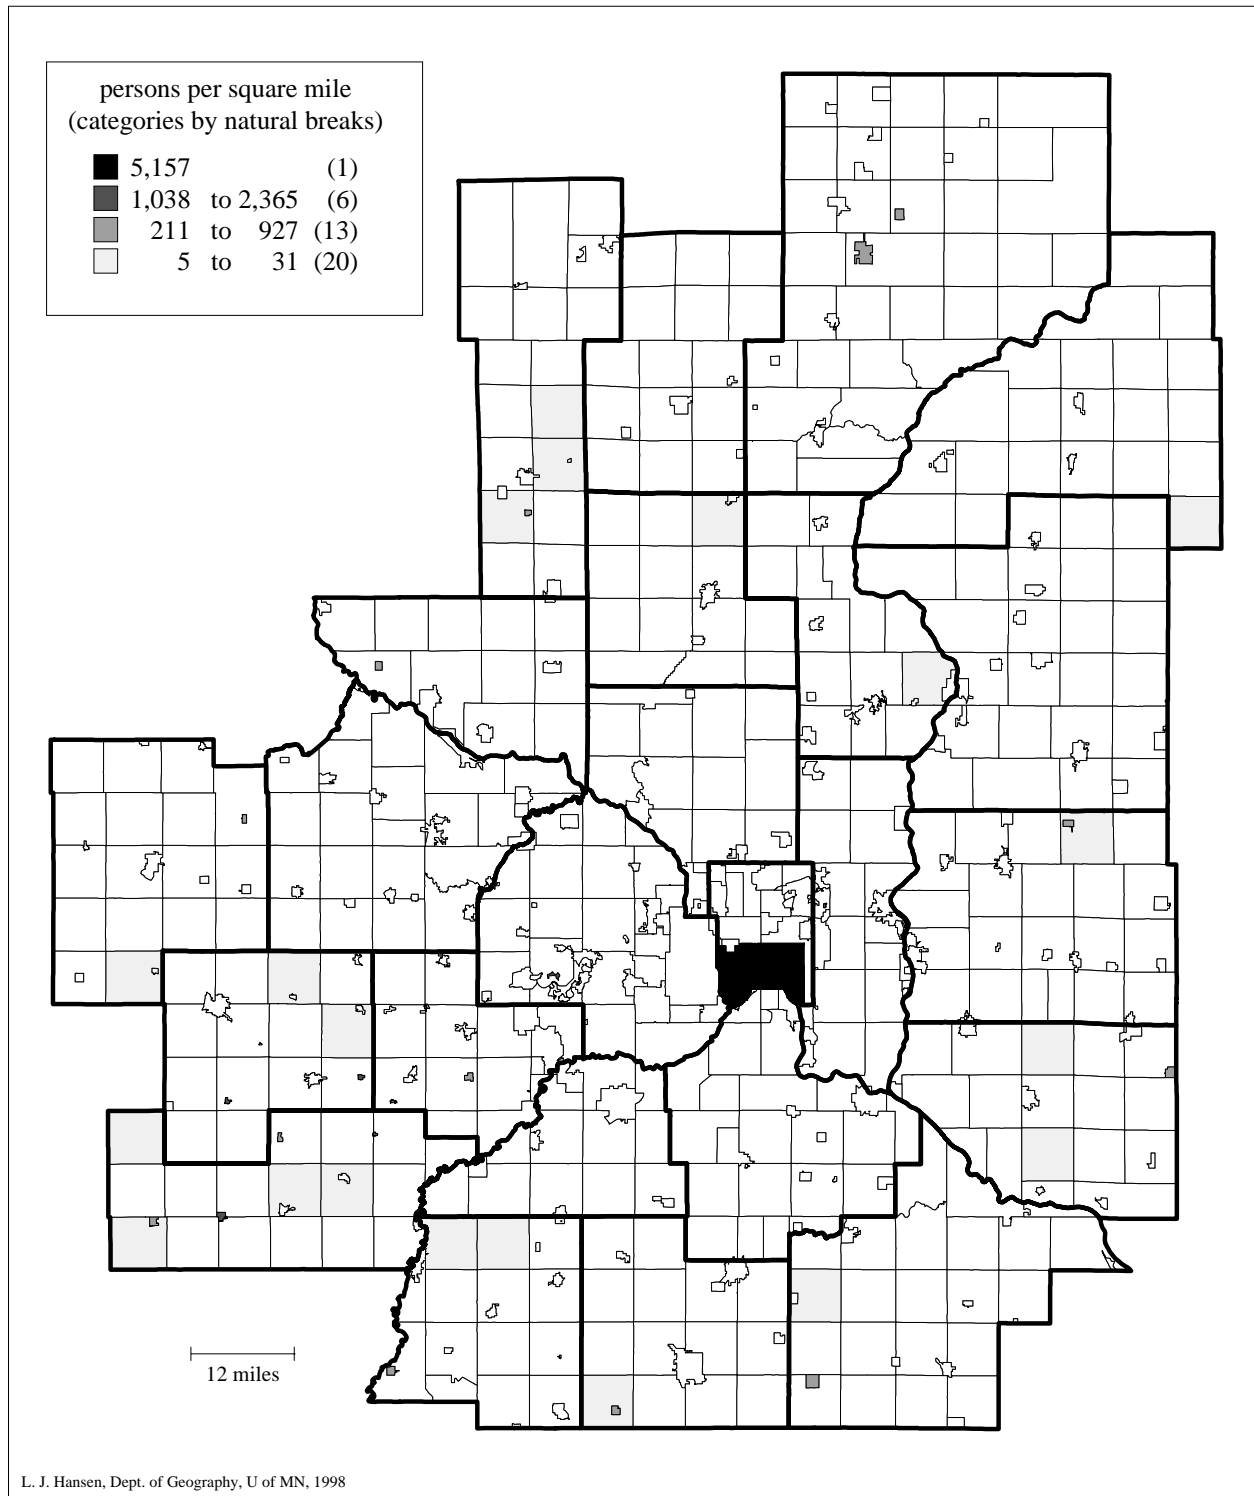 persons per square mile
(categories by natural breaks)
5,157 (1)
1,038 to 2,365 (6)
211 to 927 (13)
5 to 31 (20)
12 miles
L. J. Hansen, Dept. of Geography, U of MN, 1998